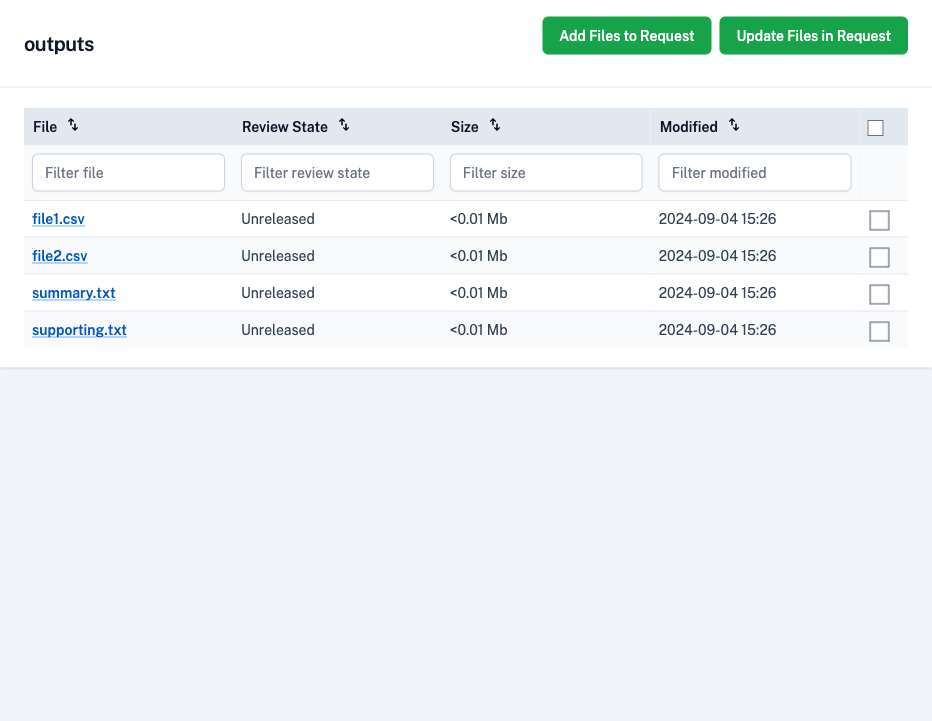 outputs
Add Files to Request
Update Files in Request
File Review State Size Modified
Filter file Filter review state Filter size Filter modified
file1.csv Unreleased <0.01 Mb 2024-09-04 15:26
file2.csv Unreleased <0.01 Mb 2024-09-04 15:26
summary.txt Unreleased <0.01 Mb 2024-09-04 15:26
supporting.txt Unreleased <0.01 Mb 2024-09-04 15:26